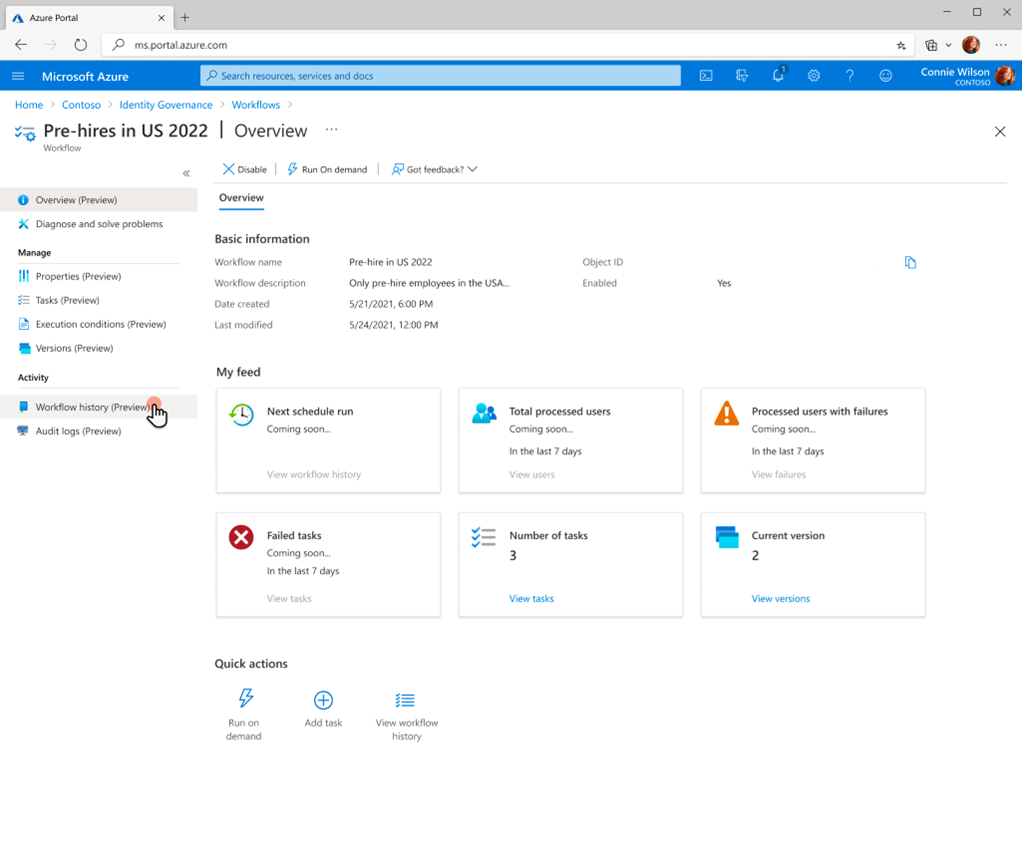 Azure Portal
ms.portal.azure.com
Microsoft Azure
Search resources, services and docs
1
Connie Wilson
CONTOSO
Home > Contoso > Identity Governance > Workflows >
Pre-hires in US 2022 | Overview ...
Workflow
«
Disable
Run On demand
Got feedback?
Overview (Preview)
Diagnose and solve problems
Manage
Properties (Preview)
Tasks (Preview)
Execution conditions (Preview)
Versions (Preview)
Activity
Workflow history (Preview)
Audit logs (Preview)
Overview
Basic information
Workflow name Pre-hire in US 2022 Object ID
Workflow description Only pre-hire employees in the USA... Enabled Yes
Date created 5/21/2021, 6:00 PM
Last modified 5/24/2021, 12:00 PM
My feed
Next schedule run
Coming soon...
View workflow history
Total processed users
Coming soon...
In the last 7 days
View users
Processed users with failures
Coming soon...
In the last 7 days
View failures
Failed tasks
Coming soon...
In the last 7 days
View tasks
Number of tasks
3
View tasks
Current version
2
View versions
Quick actions
Run on
demand
Add task
View workflow
history